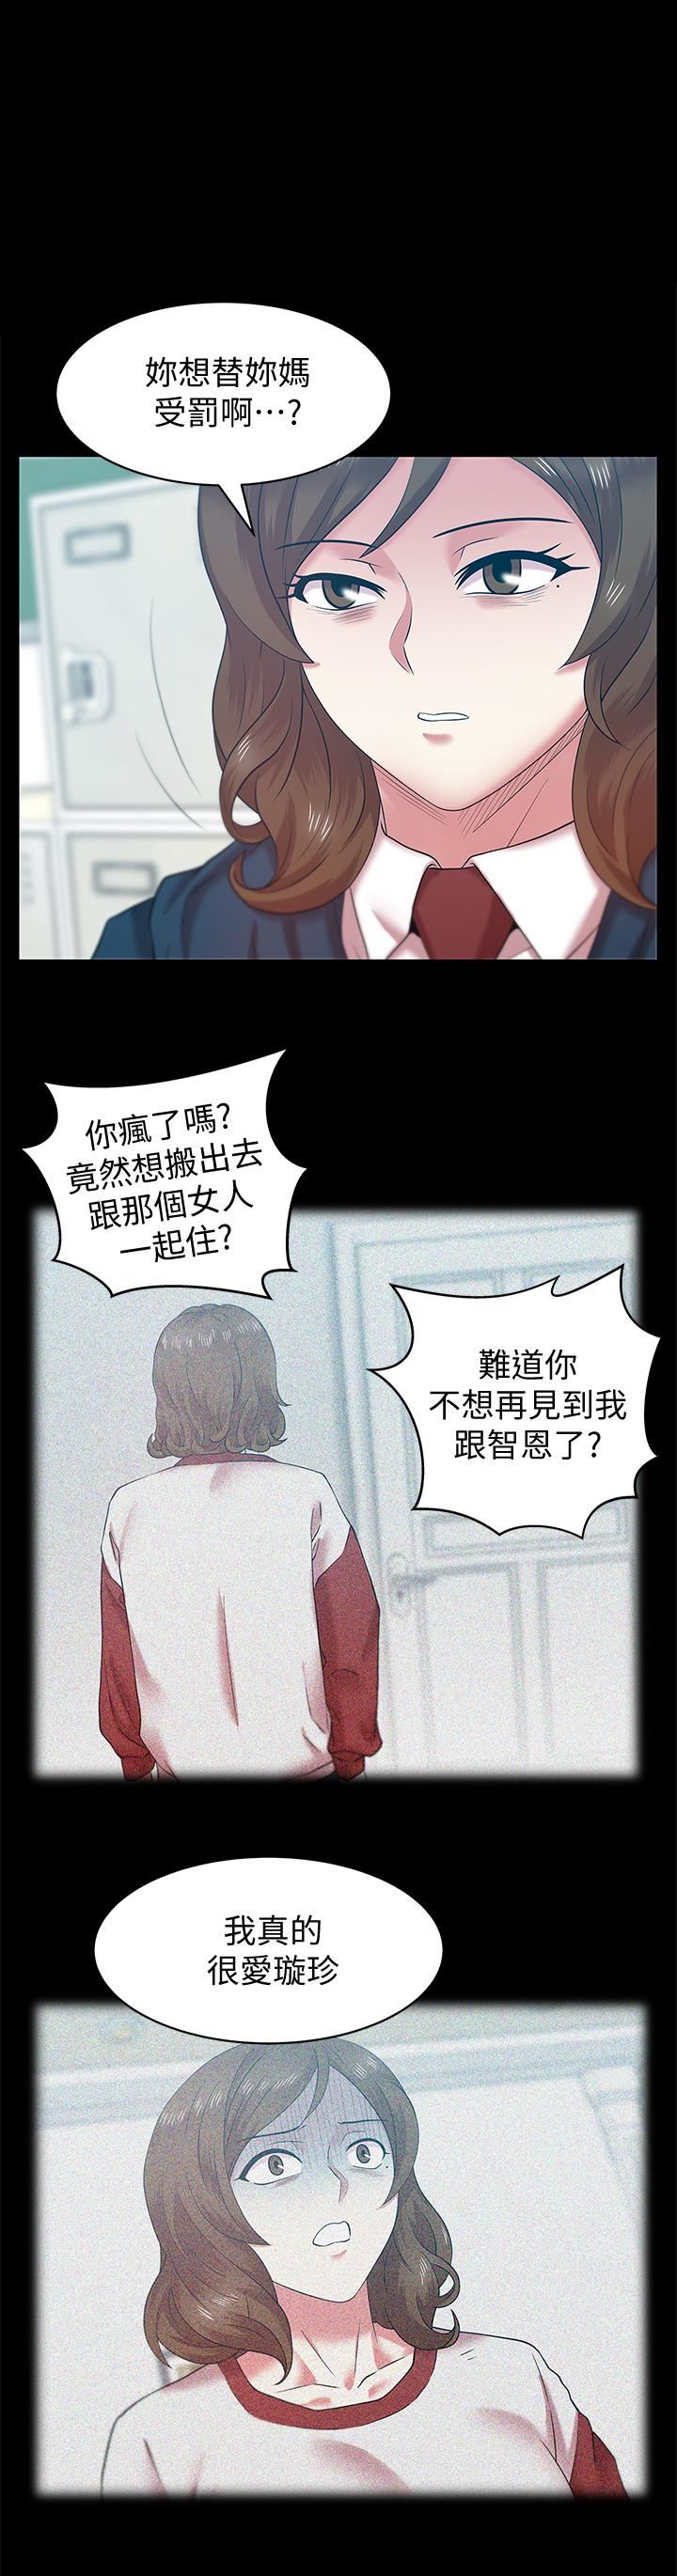 妳想替妳媽
受罰啊…?
你瘋了嗎?
竟然想搬出去
跟那個女人
一起住?
難道你
不想再見到我
跟智恩了?
我真的
很愛璇珍